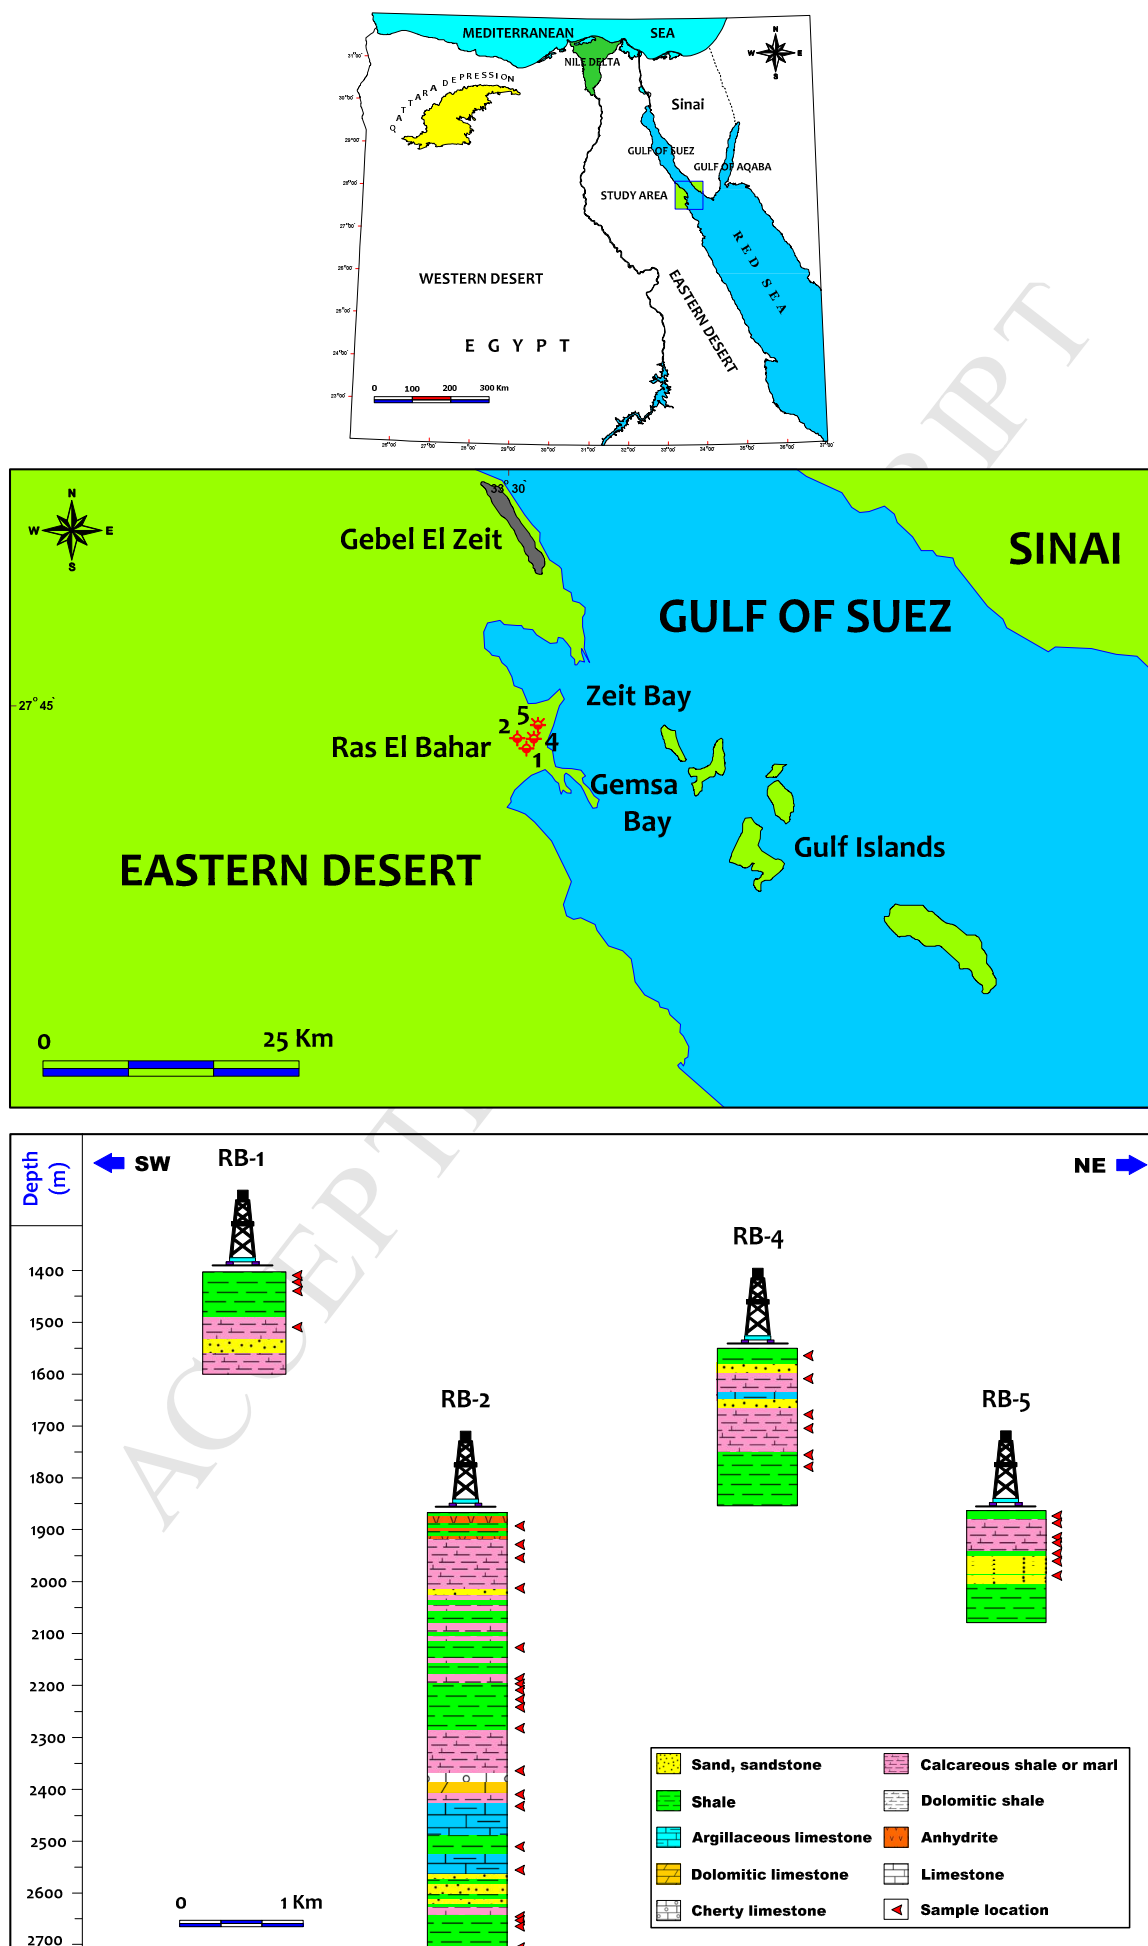 MEDITERRANEAN SEA
N
W E
S
NILE DELTA
QATTARA DEPRESSION
Sinai
GULF OF SUEZ
GULF OF AQABA
STUDY AREA
RED SEA
WESTERN DESERT
EASTERN DESERT
EGYPT
0 100 200 300 Km
33° 30`
N
W E
S
Gebel El Zeit
SINAI
GULF OF SUEZ
27° 45`
Zeit Bay
5
2
4
1
Ras El Bahar
Gemsa
Bay
Gulf Islands
EASTERN DESERT
0 25 Km
Depth
(m)
SW
RB-1
NE
RB-4
RB-2
RB-5
1400
1500
1600
1700
1800
1900
2000
2100
2200
2300
2400
2500
2600
2700
0 1 Km
Sand, sandstone
Calcareous shale or marl
Shale
Dolomitic shale
Argillaceous limestone
Anhydrite
Dolomitic limestone
Limestone
Cherty limestone
Sample location